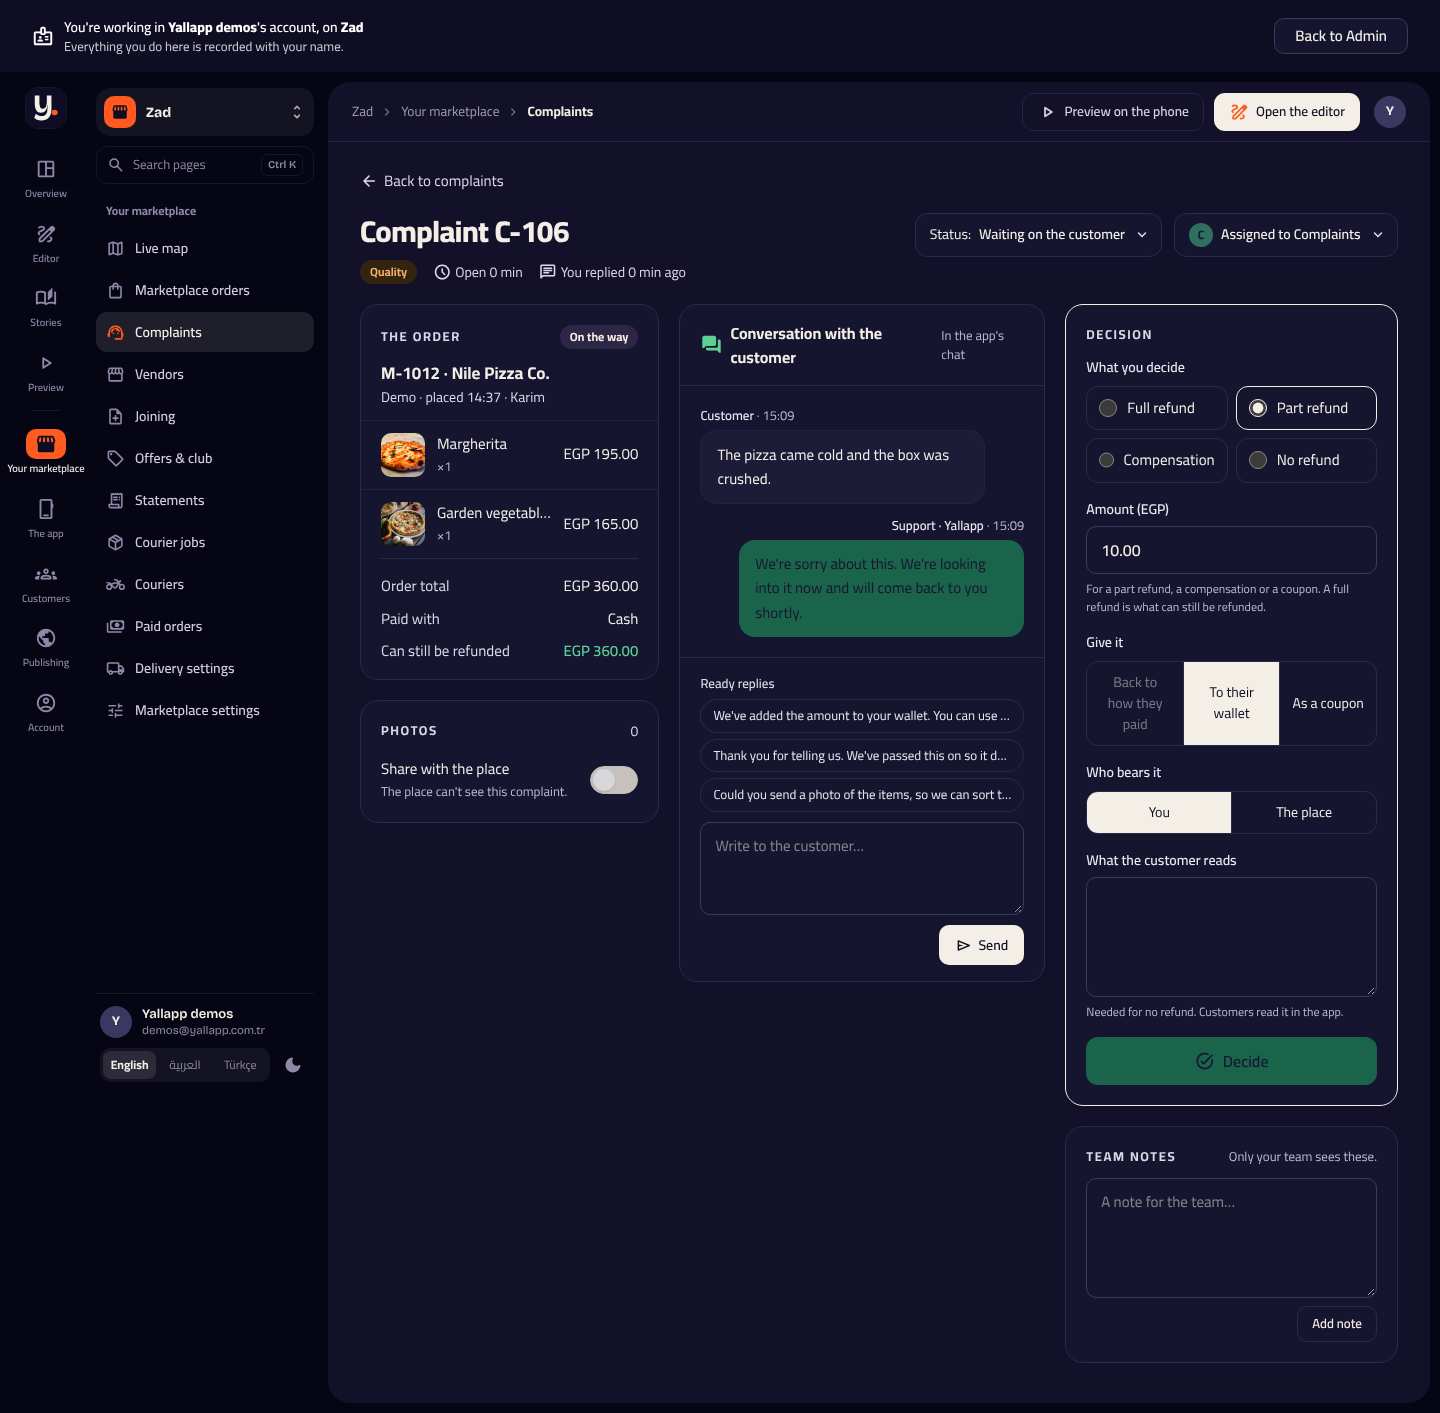 You're working in Yallapp demos's account, on Zad
Everything you do here is recorded with your name.
Back to Admin
y.
Zad
Search pages
Ctrl K
Overview
Editor
Stories
Preview
Your marketplace
The app
Customers
Publishing
Account
Your marketplace
Live map
Marketplace orders
Complaints
Vendors
Joining
Offers & club
Statements
Courier jobs
Couriers
Paid orders
Delivery settings
Marketplace settings
Y
Yallapp demos
demos@yallapp.com.tr
English
العربية
Türkçe
Zad > Your marketplace > Complaints
Preview on the phone
Open the editor
Y
Back to complaints
Complaint C-106
Status: Waiting on the customer
C
Assigned to Complaints
Quality
Open 0 min
You replied 0 min ago
THE ORDER
On the way
M-1012 · Nile Pizza Co.
Demo · placed 14:37 · Karim
Margherita
×1
EGP 195.00
Garden vegetabl...
×1
EGP 165.00
Order total
EGP 360.00
Paid with
Cash
Can still be refunded
EGP 360.00
PHOTOS
0
Share with the place
The place can't see this complaint.
Conversation with the
customer
In the app's
chat
Customer · 15:09
The pizza came cold and the box was
crushed.
Support · Yallapp · 15:09
We're sorry about this. We're looking
into it now and will come back to you
shortly.
Ready replies
We've added the amount to your wallet. You can use ...
Thank you for telling us. We've passed this on so it d...
Could you send a photo of the items, so we can sort t...
Write to the customer...
Send
DECISION
What you decide
Full refund
Part refund
Compensation
No refund
Amount (EGP)
10.00
For a part refund, a compensation or a coupon. A full
refund is what can still be refunded.
Give it
Back to
how they
paid
To their
wallet
As a coupon
Who bears it
You
The place
What the customer reads
Needed for no refund. Customers read it in the app.
Decide
TEAM NOTES
Only your team sees these.
A note for the team...
Add note